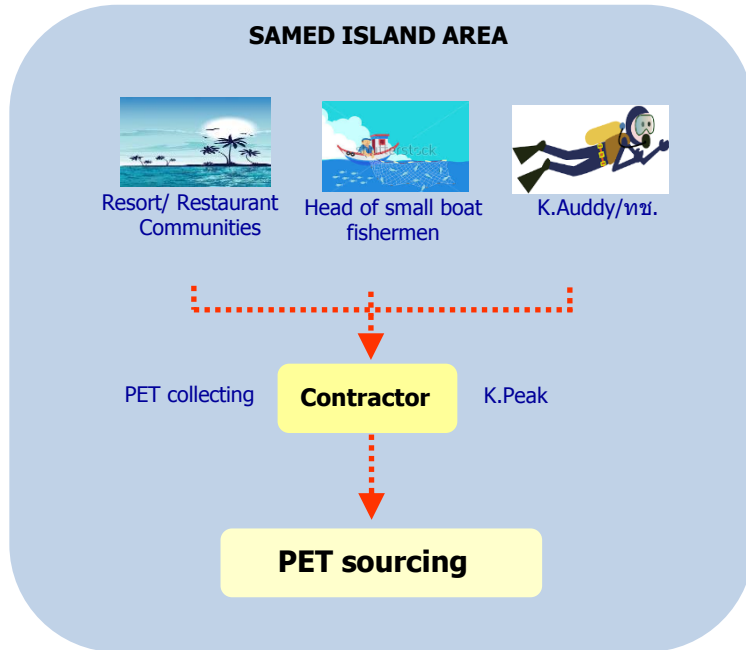 SAMED ISLAND AREA
Resort/ Restaurant
Communities
Head of small boat
fishermen
K.Auddy/ทช.
PET collecting
Contractor
K.Peak
PET sourcing